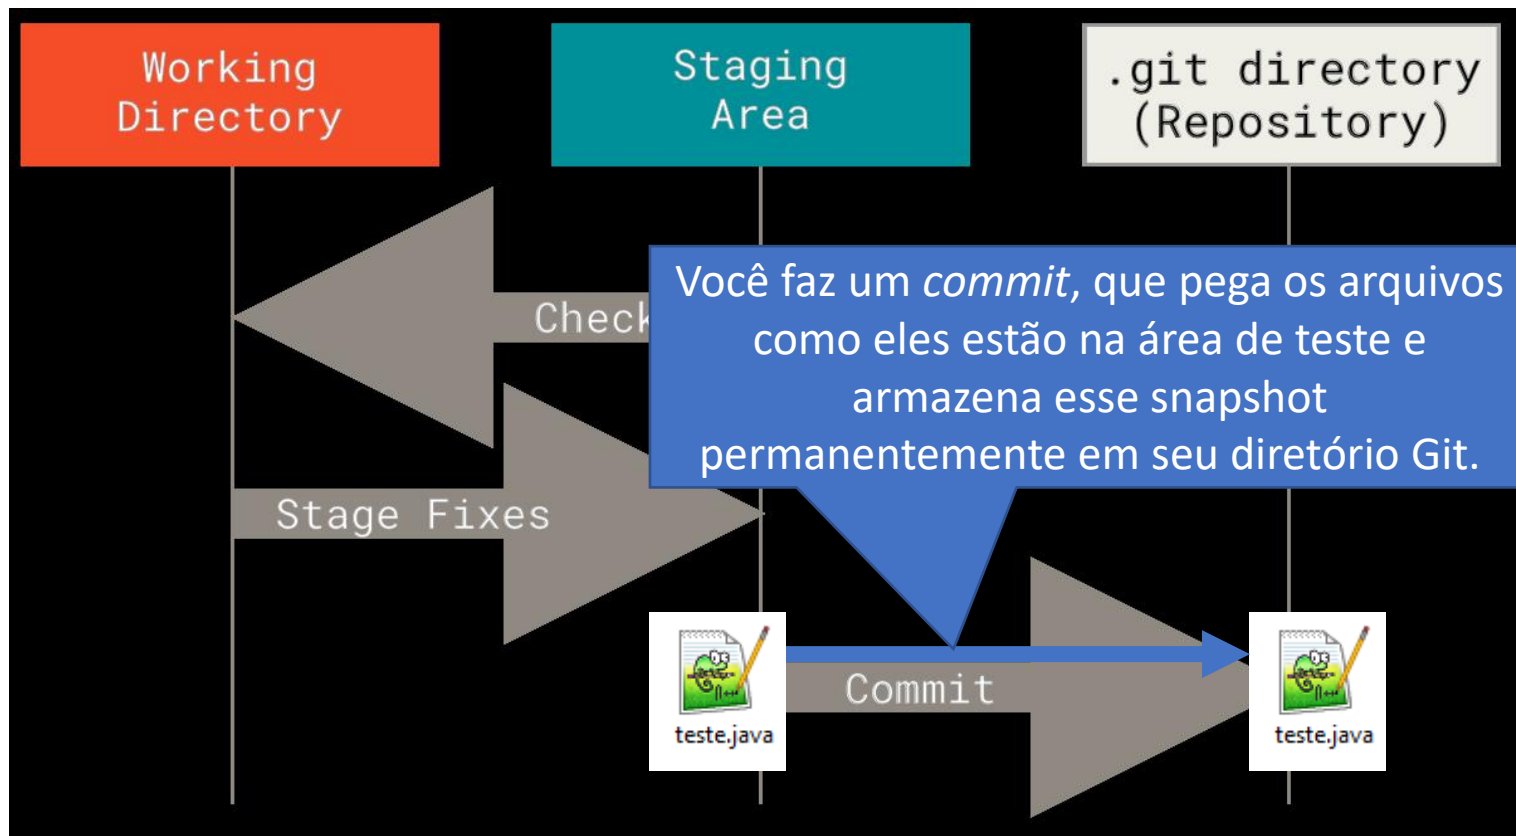 Working
Directory
Staging
Area
.git directory
(Repository)
Você faz um commit, que pega os arquivos
como eles estão na área de teste e
armazena esse snapshot
permanentemente em seu diretório Git.
Check
Stage Fixes
Commit
teste.java
teste.java